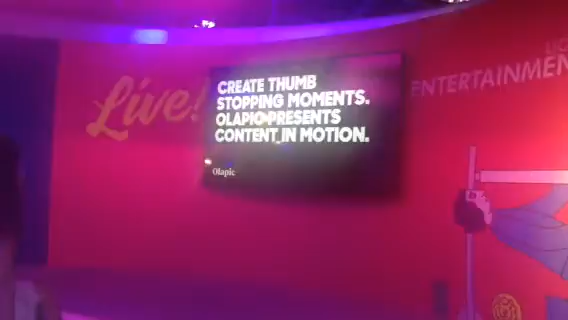 Live!
CREATE THUMB
STOPPING MOMENTS.
OLAPIC PRESENTS
CONTENT IN MOTION.
Olapic
ENTERTAINMEN